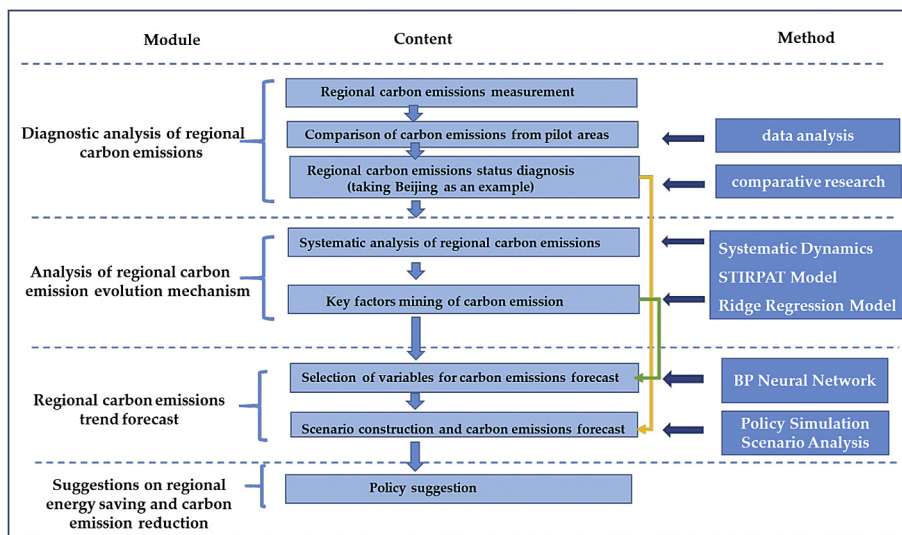 Module
Content
Method
Diagnostic analysis of regional
carbon emissions
Regional carbon emissions measurement
Comparison of carbon emissions from pilot areas
Regional carbon emissions status diagnosis
(taking Beijing as an example)
data analysis
comparative research
Analysis of regional carbon
emission evolution mechanism
Systematic analysis of regional carbon emissions
Key factors mining of carbon emission
Systematic Dynamics
STIRPAT Model
Ridge Regression Model
Regional carbon emissions
trend forecast
Selection of variables for carbon emissions forecast
Scenario construction and carbon emissions forecast
BP Neural Network
Policy Simulation
Scenario Analysis
Suggestions on regional
energy saving and carbon
emission reduction
Policy suggestion